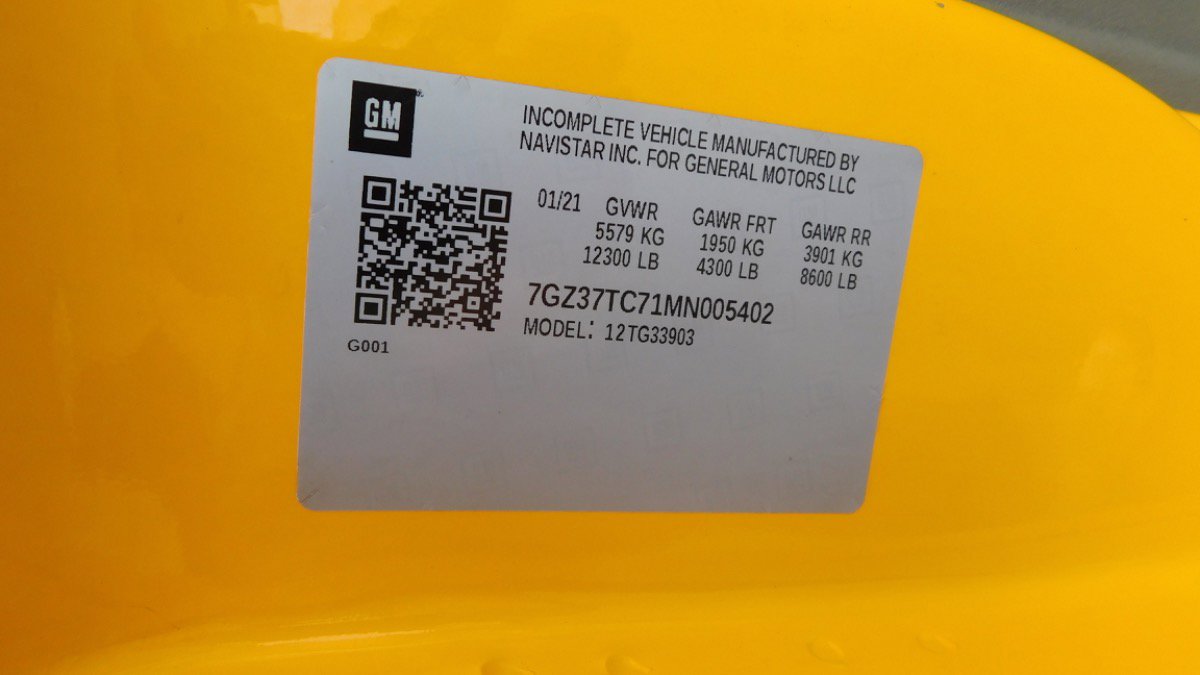 GM
INCOMPLETE VEHICLE MANUFACTURED BY
NAVISTAR INC. FOR GENERAL MOTORS LLC
01/21 GVWR GAWR FRT GAWR RR
5579 KG 1950 KG 3901 KG
12300 LB 4300 LB 8600 LB
7GZ37TC71MN005402
MODEL: 12TG33903
G001